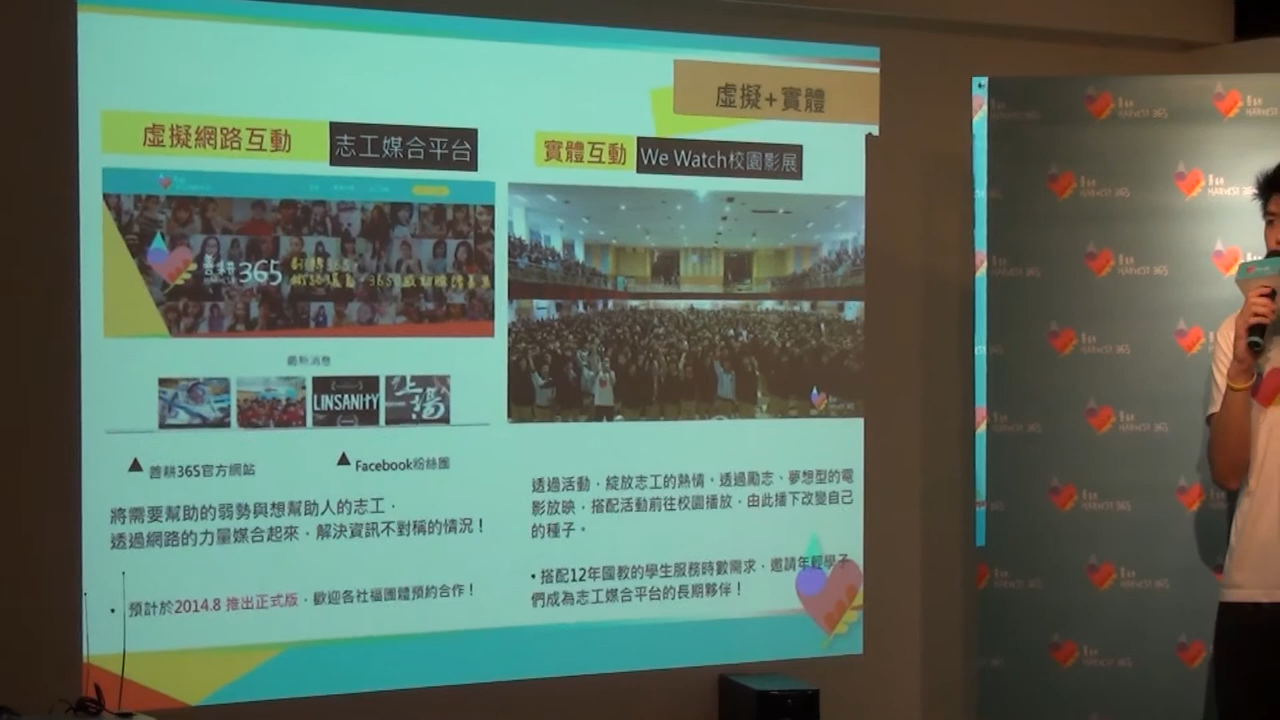 虛擬+實體
虛擬網路互動 志工媒合平台
善耕365
最新消息
LINSANITY
上場
▲ 善耕365官方網站
▲ Facebook粉絲團
將需要幫助的弱勢與想幫助人的志工,
透過網路的力量媒合起來,解決資訊不對稱的情況!
• 預計於2014.8 推出正式版,歡迎各社福團體預約合作!
實體互動 We Watch校園影展
透過活動,綻放志工的熱情、透過勵志、夢想型的電
影放映,搭配活動前往校園播放,由此播下改變自己
的種子。
• 搭配12年國教的學生服務時數需求,邀請年輕學子
們成為志工媒合平台的長期夥伴!
善耕
HARVEST 365